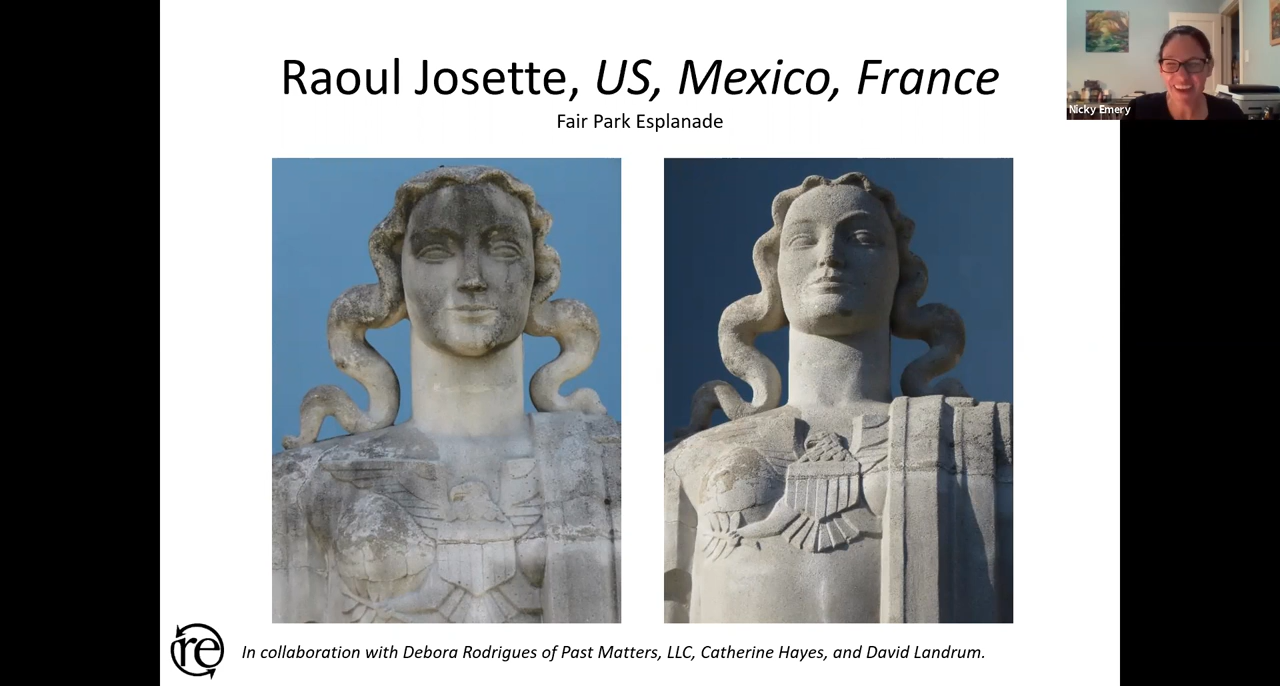 Raoul Josette, US, Mexico, France
Fair Park Esplanade
Nicky Emery
re
In collaboration with Debora Rodrigues of Past Matters, LLC, Catherine Hayes, and David Landrum.